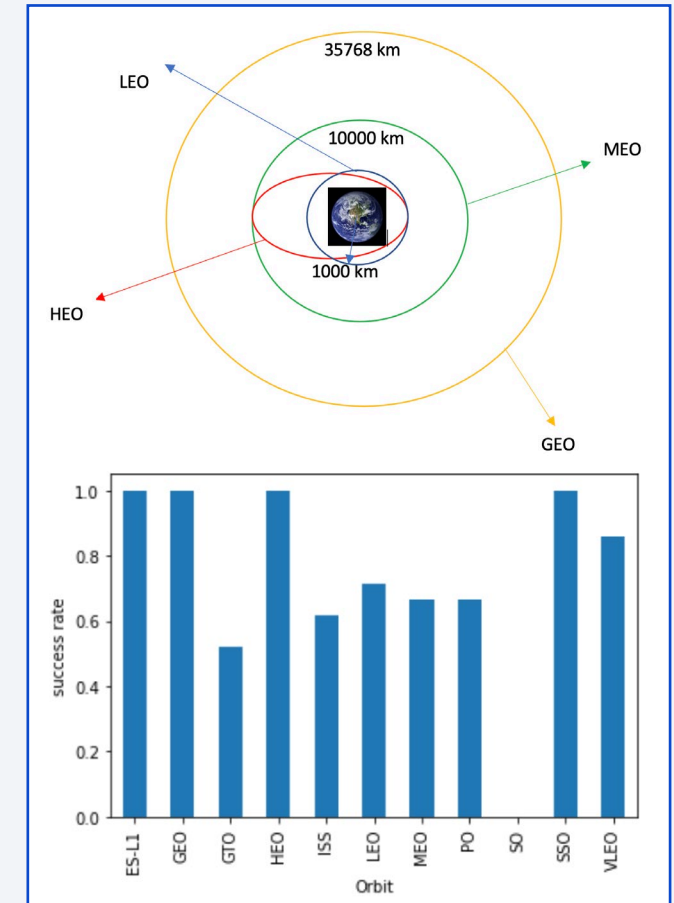 35768 km
LEO
10000 km
MEO
1000 km
HEO
GEO
1.0
0.8
0.6
0.4
0.2
0.0
success rate
ES-L1
GEO
GTO
HEO
ISS
LEO
MEO
PO
SO
SSO
VLEO
Orbit